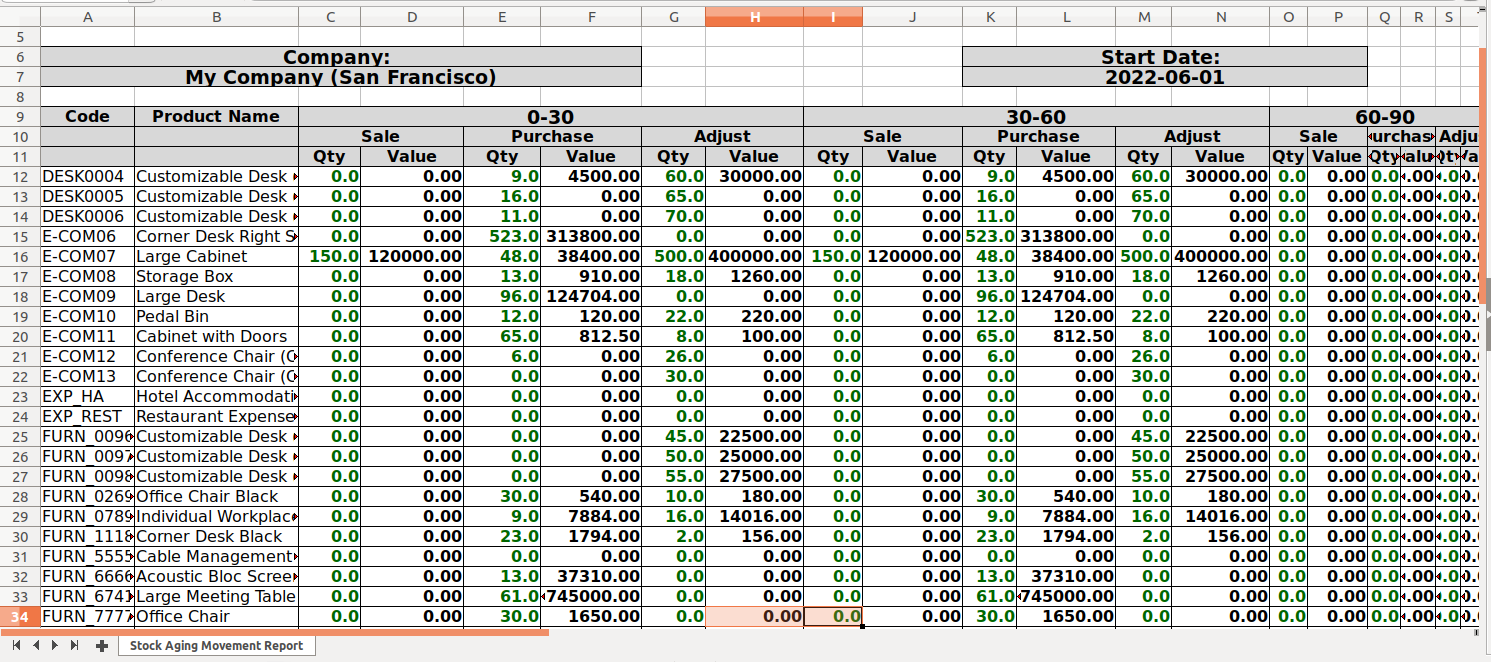 A B C D E F G H I J K L M N O P Q R S
5
6 Company: Start Date:
7 My Company (San Francisco) 2022-06-01
8
9 Code Product Name 0-30 30-60 60-90
10 Sale Purchase Adjust Sale Purchase Adjust Sale urchas Adju
11 Qty Value Qty Value Qty Value Qty Value Qty Value Qty Value Qty Value Qty alu
12 DESK0004 Customizable Desk 0.0 0.00 9.0 4500.00 60.0 30000.00 0.0 0.00 9.0 4500.00 60.0 30000.00 0.0 0.00 0.0 .00 .0 0.
13 DESK0005 Customizable Desk 0.0 0.00 16.0 0.00 65.0 0.00 0.0 0.00 16.0 0.00 65.0 0.00 0.0 0.00 0.0 .00 .0 0.
14 DESK0006 Customizable Desk 0.0 0.00 11.0 0.00 70.0 0.00 0.0 0.00 11.0 0.00 70.0 0.00 0.0 0.00 0.0 .00 .0 0.
15 E-COM06 Corner Desk Right S 0.0 0.00 523.0 313800.00 0.0 0.00 0.0 0.00 523.0 313800.00 0.0 0.00 0.0 0.00 0.0 .00 .0 0.
16 E-COM07 Large Cabinet 150.0 120000.00 48.0 38400.00 500.0 400000.00 150.0 120000.00 48.0 38400.00 500.0 400000.00 0.0 0.00 0.0 .00 .0 0.
17 E-COM08 Storage Box 0.0 0.00 13.0 910.00 18.0 1260.00 0.0 0.00 13.0 910.00 18.0 1260.00 0.0 0.00 0.0 .00 .0 0.
18 E-COM09 Large Desk 0.0 0.00 96.0 124704.00 0.0 0.00 0.0 0.00 96.0 124704.00 0.0 0.00 0.0 0.00 0.0 .00 .0 0.
19 E-COM10 Pedal Bin 0.0 0.00 12.0 120.00 22.0 220.00 0.0 0.00 12.0 120.00 22.0 220.00 0.0 0.00 0.0 .00 .0 0.
20 E-COM11 Cabinet with Doors 0.0 0.00 65.0 812.50 8.0 100.00 0.0 0.00 65.0 812.50 8.0 100.00 0.0 0.00 0.0 .00 .0 0.
21 E-COM12 Conference Chair (C 0.0 0.00 6.0 0.00 26.0 0.00 0.0 0.00 6.0 0.00 26.0 0.00 0.0 0.00 0.0 .00 .0 0.
22 E-COM13 Conference Chair (C 0.0 0.00 0.0 0.00 30.0 0.00 0.0 0.00 0.0 0.00 30.0 0.00 0.0 0.00 0.0 .00 .0 0.
23 EXP_HA Hotel Accommodati 0.0 0.00 0.0 0.00 0.0 0.00 0.0 0.00 0.0 0.00 0.0 0.00 0.0 0.00 0.0 .00 .0 0.
24 EXP_REST Restaurant Expense 0.0 0.00 0.0 0.00 0.0 0.00 0.0 0.00 0.0 0.00 0.0 0.00 0.0 0.00 0.0 .00 .0 0.
25 FURN_0096 Customizable Desk 0.0 0.00 0.0 0.00 45.0 22500.00 0.0 0.00 0.0 0.00 45.0 22500.00 0.0 0.00 0.0 .00 .0 0.
26 FURN_0097 Customizable Desk 0.0 0.00 0.0 0.00 50.0 25000.00 0.0 0.00 0.0 0.00 50.0 25000.00 0.0 0.00 0.0 .00 .0 0.
27 FURN_0098 Customizable Desk 0.0 0.00 0.0 0.00 55.0 27500.00 0.0 0.00 0.0 0.00 55.0 27500.00 0.0 0.00 0.0 .00 .0 0.
28 FURN_0269 Office Chair Black 0.0 0.00 30.0 540.00 10.0 180.00 0.0 0.00 30.0 540.00 10.0 180.00 0.0 0.00 0.0 .00 .0 0.
29 FURN_0789 Individual Workplac 0.0 0.00 9.0 7884.00 16.0 14016.00 0.0 0.00 9.0 7884.00 16.0 14016.00 0.0 0.00 0.0 .00 .0 0.
30 FURN_1118 Corner Desk Black 0.0 0.00 23.0 1794.00 2.0 156.00 0.0 0.00 23.0 1794.00 2.0 156.00 0.0 0.00 0.0 .00 .0 0.
31 FURN_5555 Cable Management 0.0 0.00 0.0 0.00 0.0 0.00 0.0 0.00 0.0 0.00 0.0 0.00 0.0 0.00 0.0 .00 .0 0.
32 FURN_6666 Acoustic Bloc Scree 0.0 0.00 13.0 37310.00 0.0 0.00 0.0 0.00 13.0 37310.00 0.0 0.00 0.0 0.00 0.0 .00 .0 0.
33 FURN_6741 Large Meeting Table 0.0 0.00 61.0 745000.00 0.0 0.00 0.0 0.00 61.0 745000.00 0.0 0.00 0.0 0.00 0.0 .00 .0 0.
34 FURN_7777 Office Chair 0.0 0.00 30.0 1650.00 0.0 0.00 0.0 0.00 30.0 1650.00 0.0 0.00 0.0 0.00 0.0 .00 .0 0.
Stock Aging Movement Report